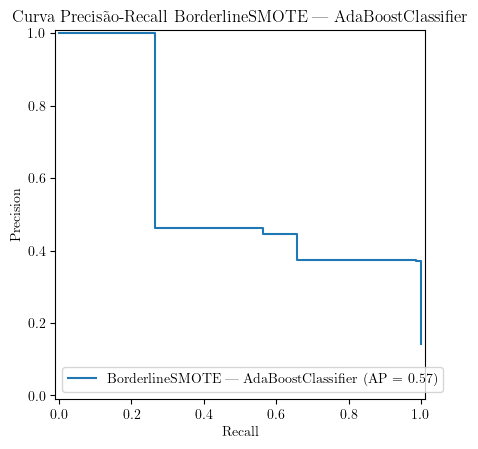 Curva Precisão-Recall BorderlineSMOTE — AdaBoostClassifier
1.0
0.8
0.6
0.4
0.2
0.0
Precision
BorderlineSMOTE — AdaBoostClassifier (AP = 0.57)
0.0 0.2 0.4 0.6 0.8 1.0
Recall